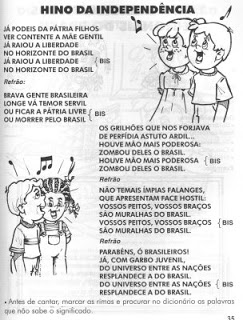 HINO DA INDEPENDÊNCIA
JÁ PODEIS DA PÁTRIA FILHOS
VER CONTENTE A MÃE GENTIL
JÁ RAIOU A LIBERDADE
NO HORIZONTE DO BRASIL
JÁ RAIOU A LIBERDADE
NO HORIZONTE DO BRASIL
BIS
Refrão:
BRAVA GENTE BRASILEIRA
LONGE VÁ TEMOR SERVIL
OU FICAR A PÁTRIA LIVRE
OU MORRER PELO BRASIL
BIS
OS GRILHÕES QUE NOS FORJAVA
DE PERFÍDIA ASTUTO ARDIL...
HOUVE MÃO MAIS PODEROSA:
ZOMBOU DELES O BRASIL.
HOUVE MÃO MAIS PODEROSA
ZOMBOU DELES O BRASIL.
BIS
Refrão
NÃO TEMAIS ÍMPIAS FALANGES,
QUE APRESENTAM FACE HOSTIL:
VOSSOS PEITOS, VOSSOS BRAÇOS
SÃO MURALHAS DO BRASIL.
VOSSOS PEITOS, VOSSOS BRAÇOS
SÃO MURALHAS DO BRASIL.
BIS
Refrão
PARABÉNS, Ó BRASILEIROS!
JÁ, COM GARBO JUVENIL,
DO UNIVERSO ENTRE AS NAÇÕES
RESPLANDECE A DO BRASIL.
DO UNIVERSO ENTRE AS NAÇÕES
RESPLANDECE A DO BRASIL.
BIS
• Antes de cantar, marcar as rimas e procurar no dicionário as palavras
que não sabe o significado.
35